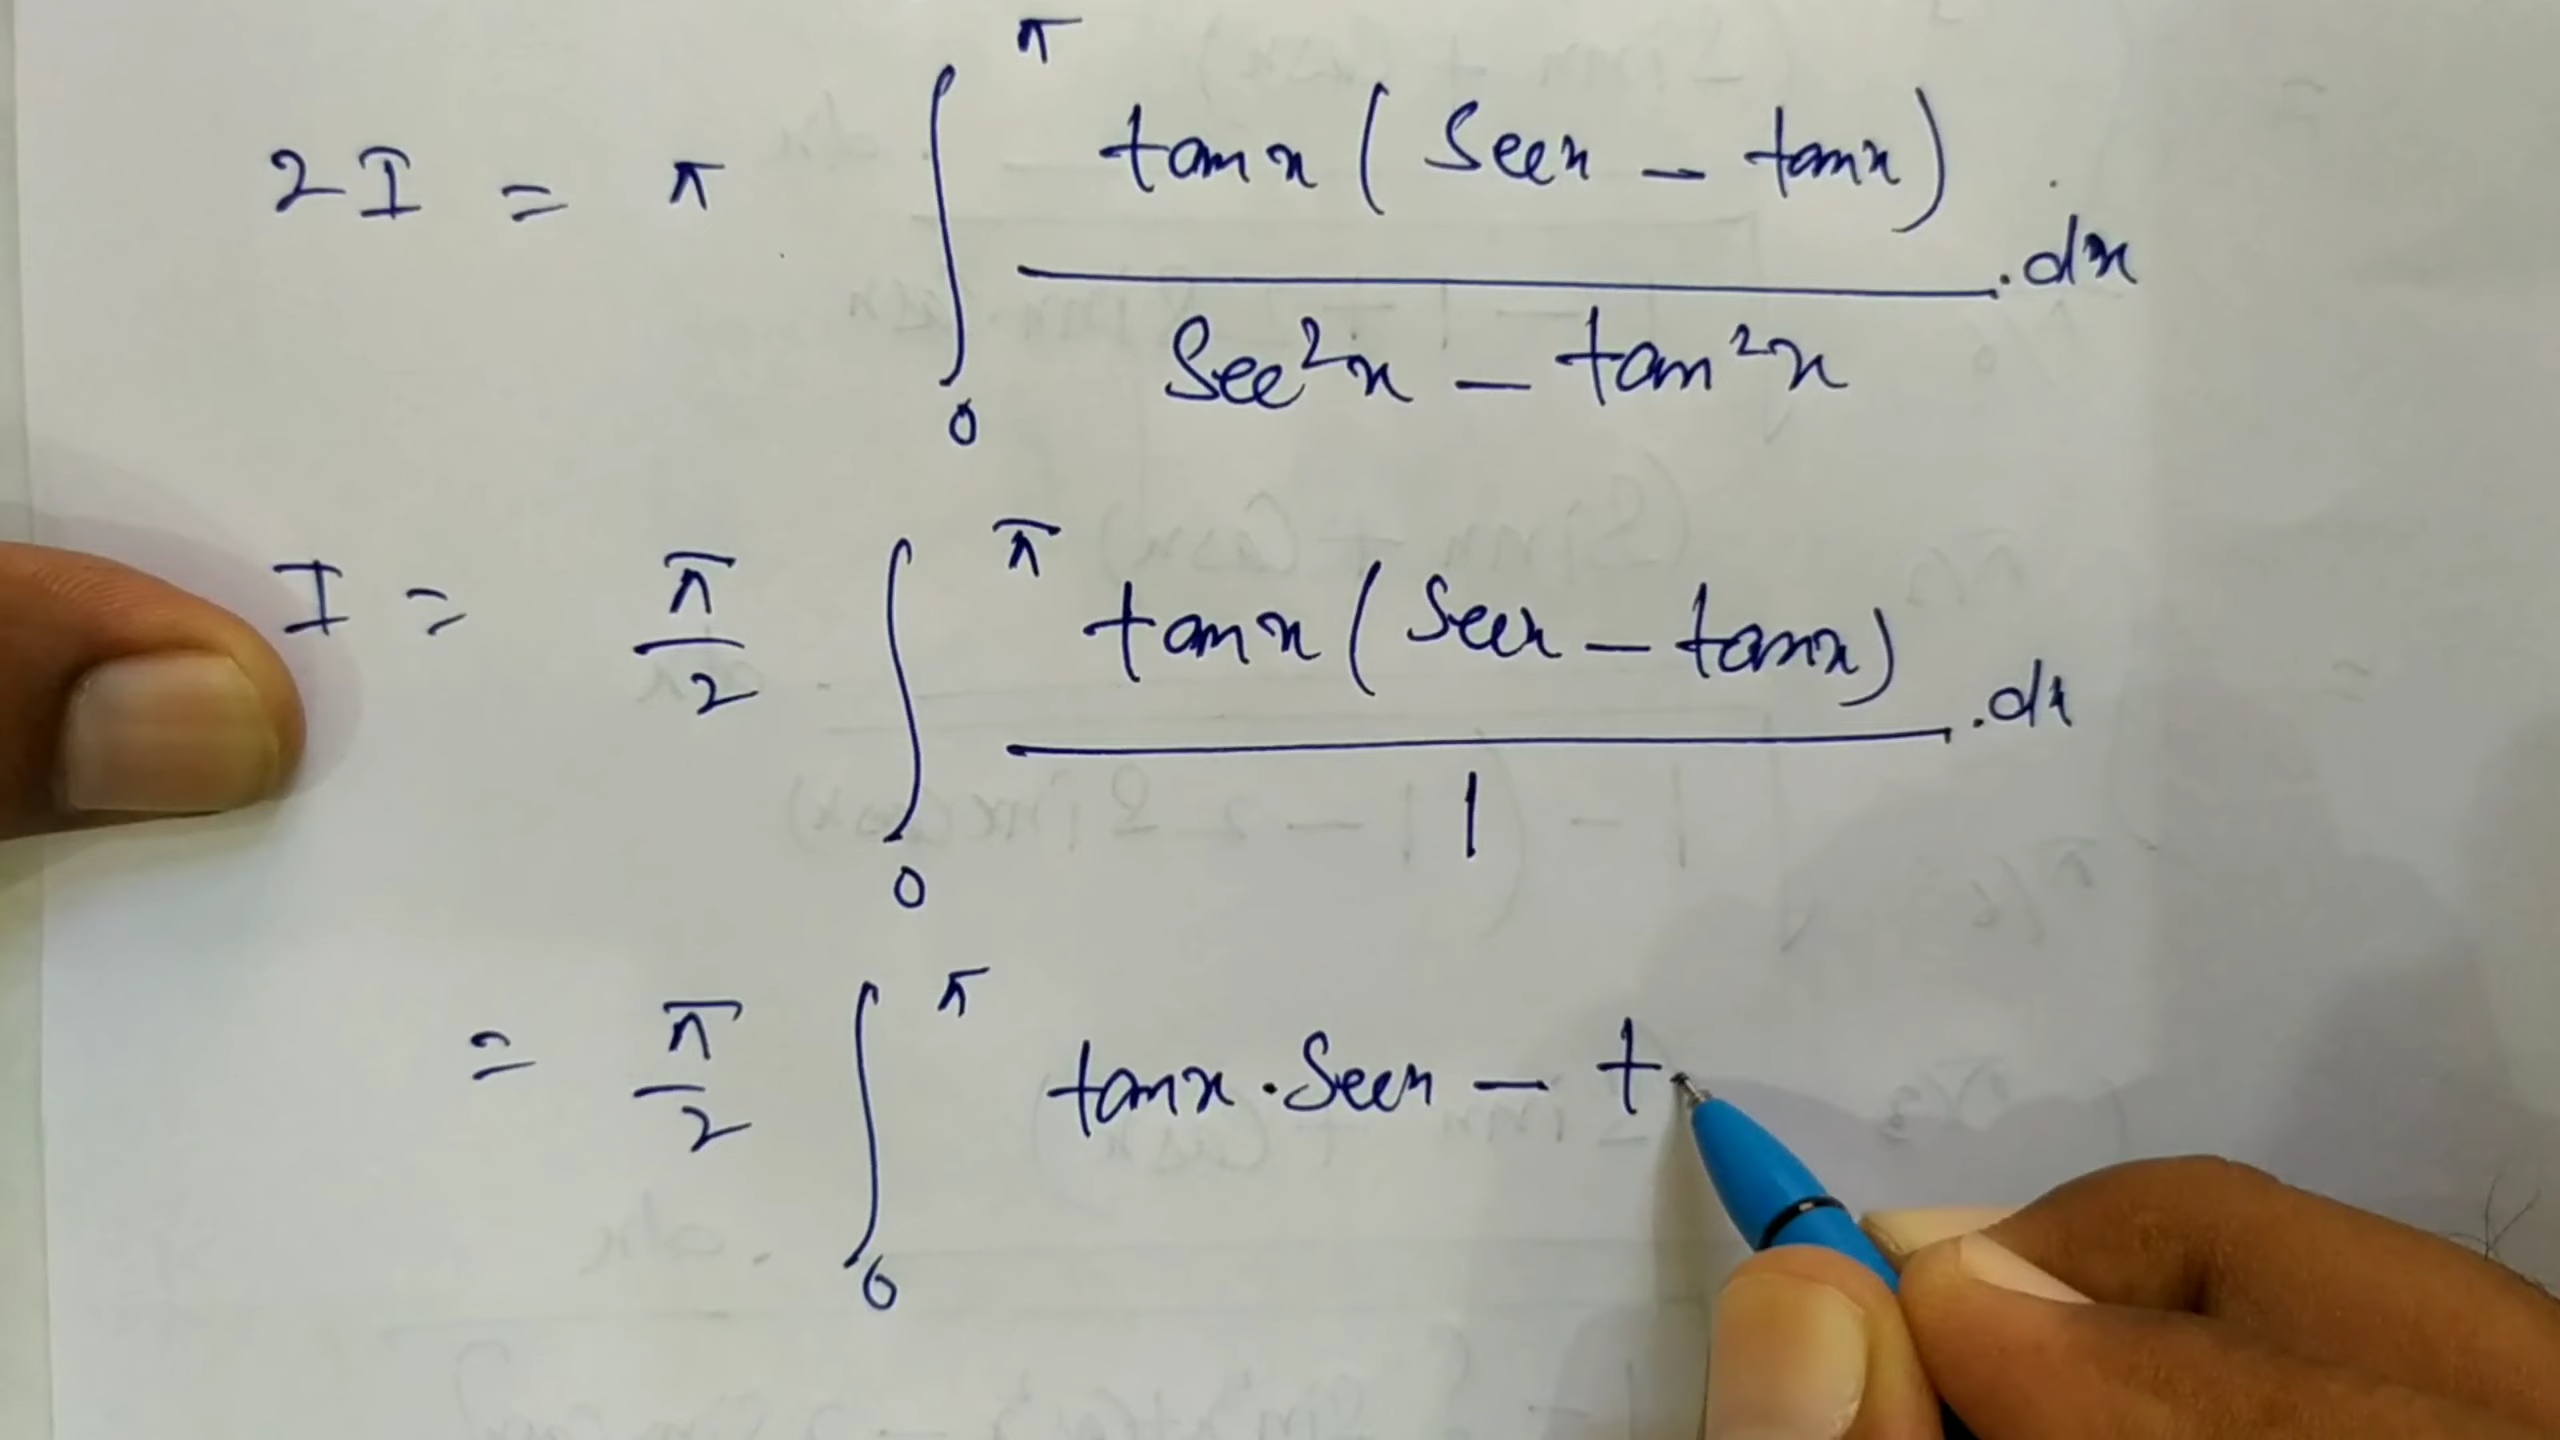 2I = π ∫₀^π tanx(secx - tanx) / sec²x - tan²x .dx
I = π/2 ∫₀^π tanx(secx - tanx) / 1 .dx
= π/2 ∫₀^π tanx.secx - t